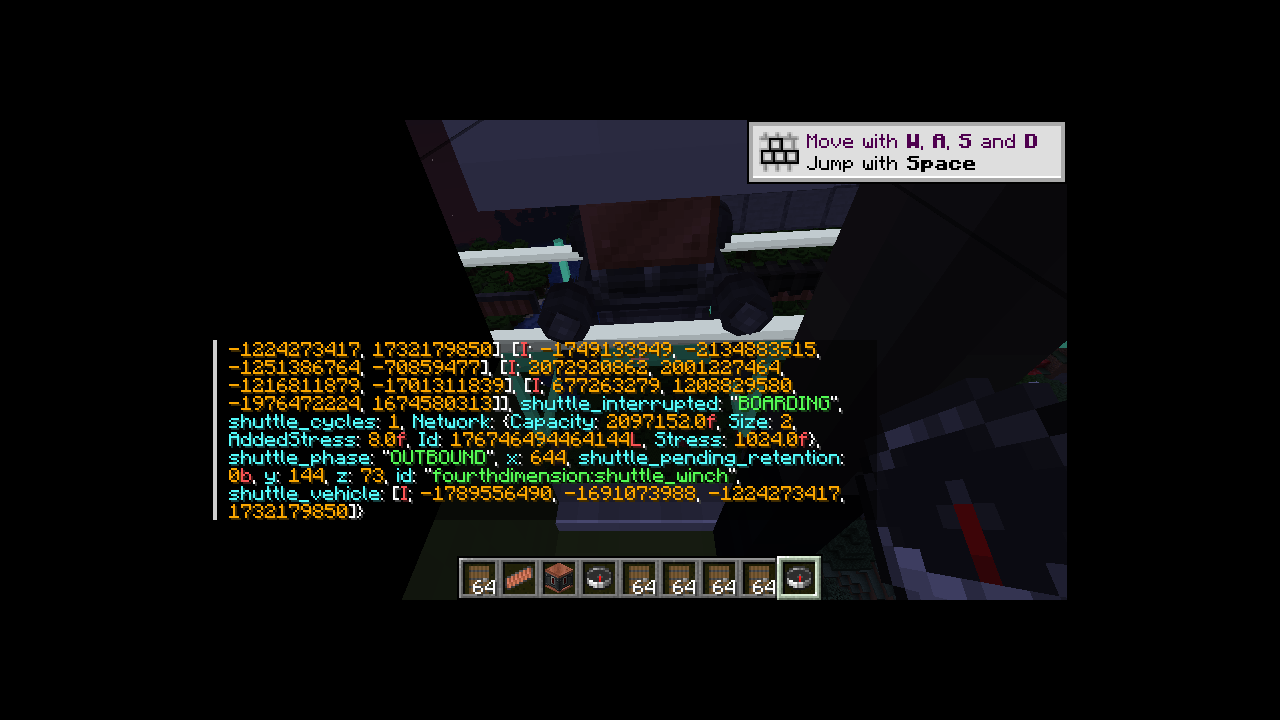 Move with W, A, S and D
Jump with Space
-1224273417, 1732179850], [I; -1749133949, -2134883515,
-1251386764, -70859477], [I; 2072920862, 2001227464,
-1216811879, -1701311839], [I; 677263279, 1208829580,
-1976472224, 1674580313]], shuttle_interrupted: "BOARDING",
shuttle_cycles: 1, Network: {Capacity: 2097152.0f, Size: 2,
AddedStress: 8.0f, Id: 176746494464144L, Stress: 1024.0f},
shuttle_phase: "OUTBOUND", x: 644, shuttle_pending_retention:
0b, y: 144, z: 73, id: "fourthdimension:shuttle_winch",
shuttle_vehicle: [I; -1789556490, -1691073988, -1224273417,
1732179850]}
64 64 64 64 64